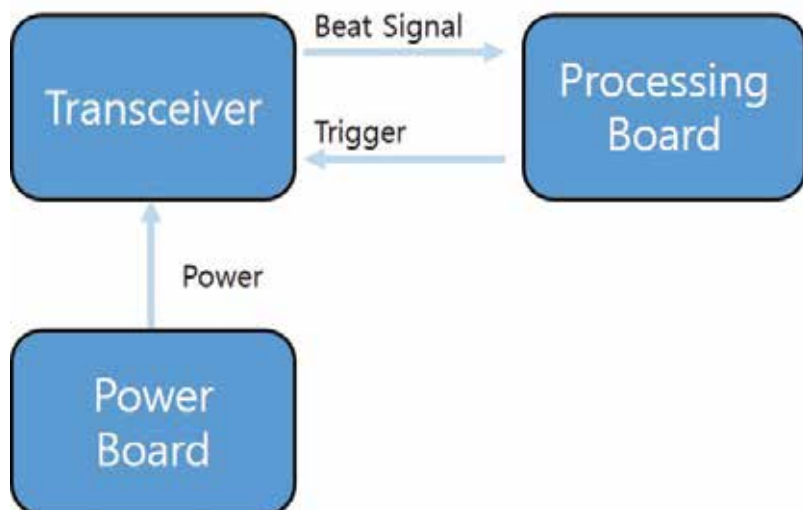 Transceiver
Beat Signal
Trigger
Processing
Board
Power
Power
Board